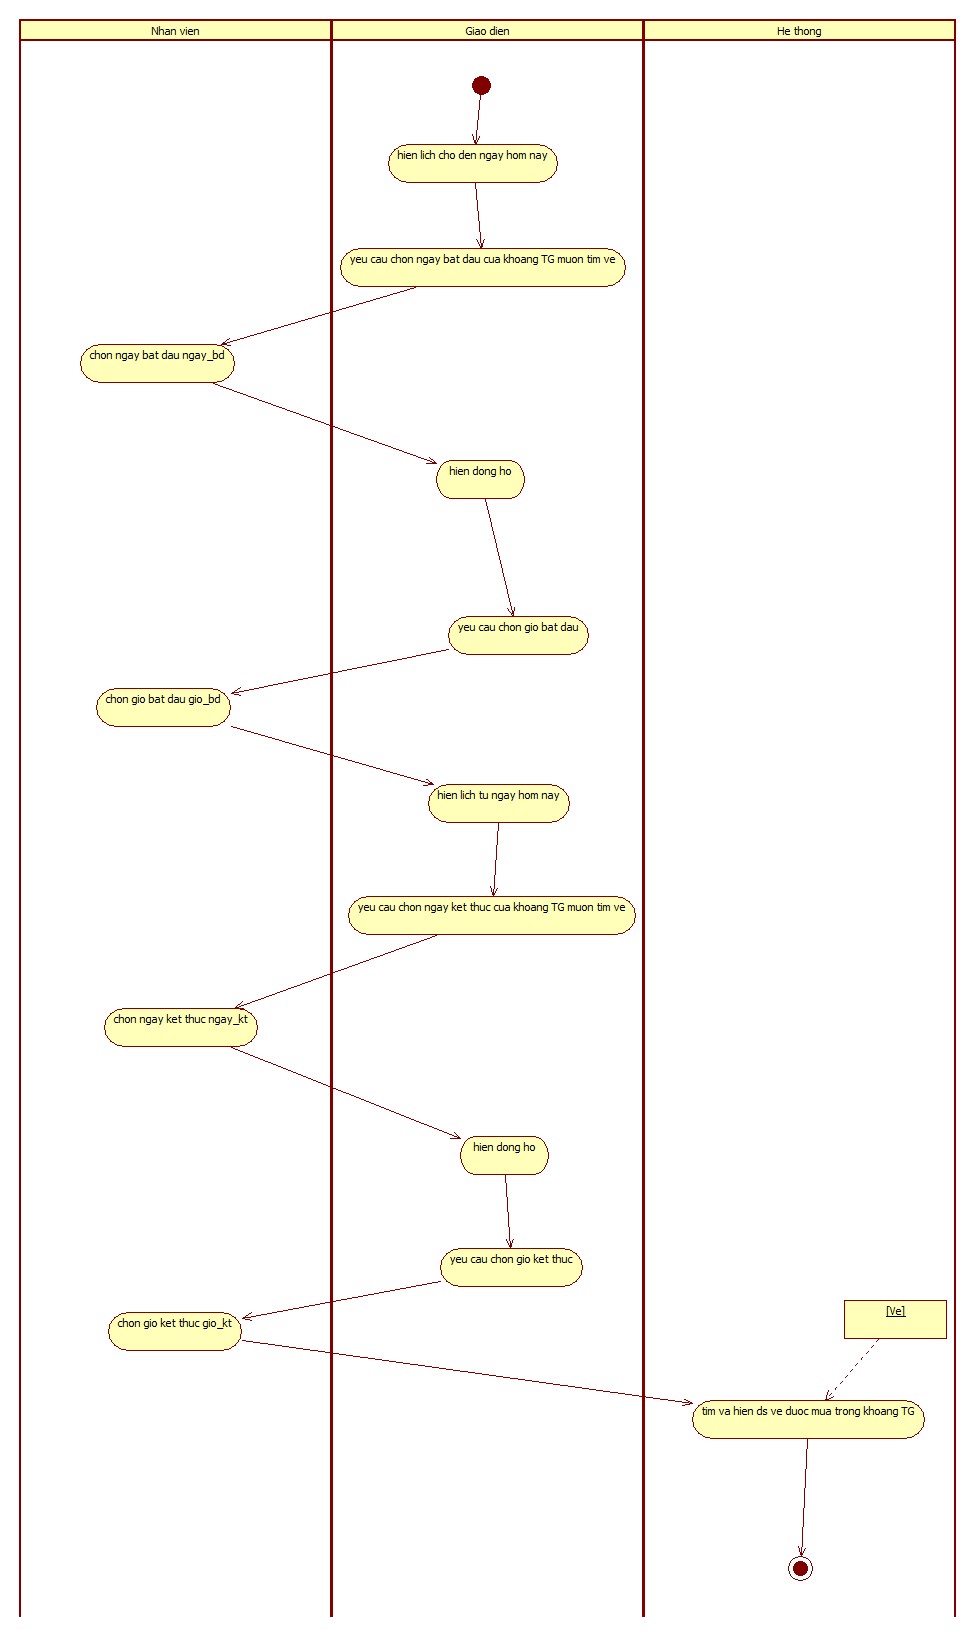 Nhan vien
Giao dien
He thong
hien lich cho den ngay hom nay
yeu cau chon ngay bat dau cua khoang TG muon tim ve
chon ngay bat dau ngay_bd
hien dong ho
yeu cau chon gio bat dau
chon gio bat dau gio_bd
hien lich tu ngay hom nay
yeu cau chon ngay ket thuc cua khoang TG muon tim ve
chon ngay ket thuc ngay_kt
hien dong ho
yeu cau chon gio ket thuc
[Ve]
chon gio ket thuc gio_kt
tim va hien ds ve duoc mua trong khoang TG